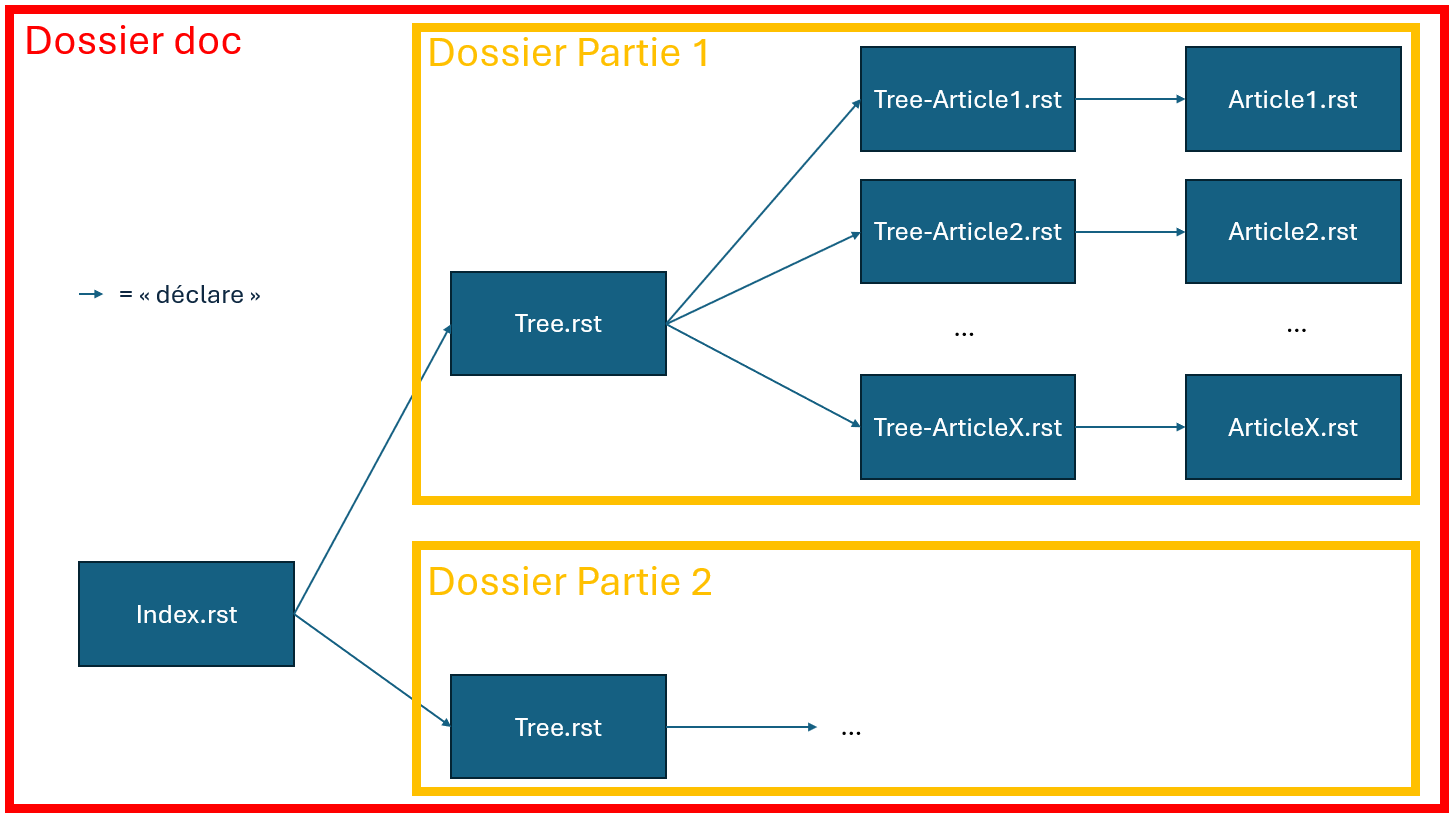 Dossier doc
Dossier Partie 1
Tree-Article1.rst
Article1.rst
Tree-Article2.rst
Article2.rst
= « déclare »
Tree.rst
...
...
Tree-ArticleX.rst
ArticleX.rst
Dossier Partie 2
Index.rst
Tree.rst
...